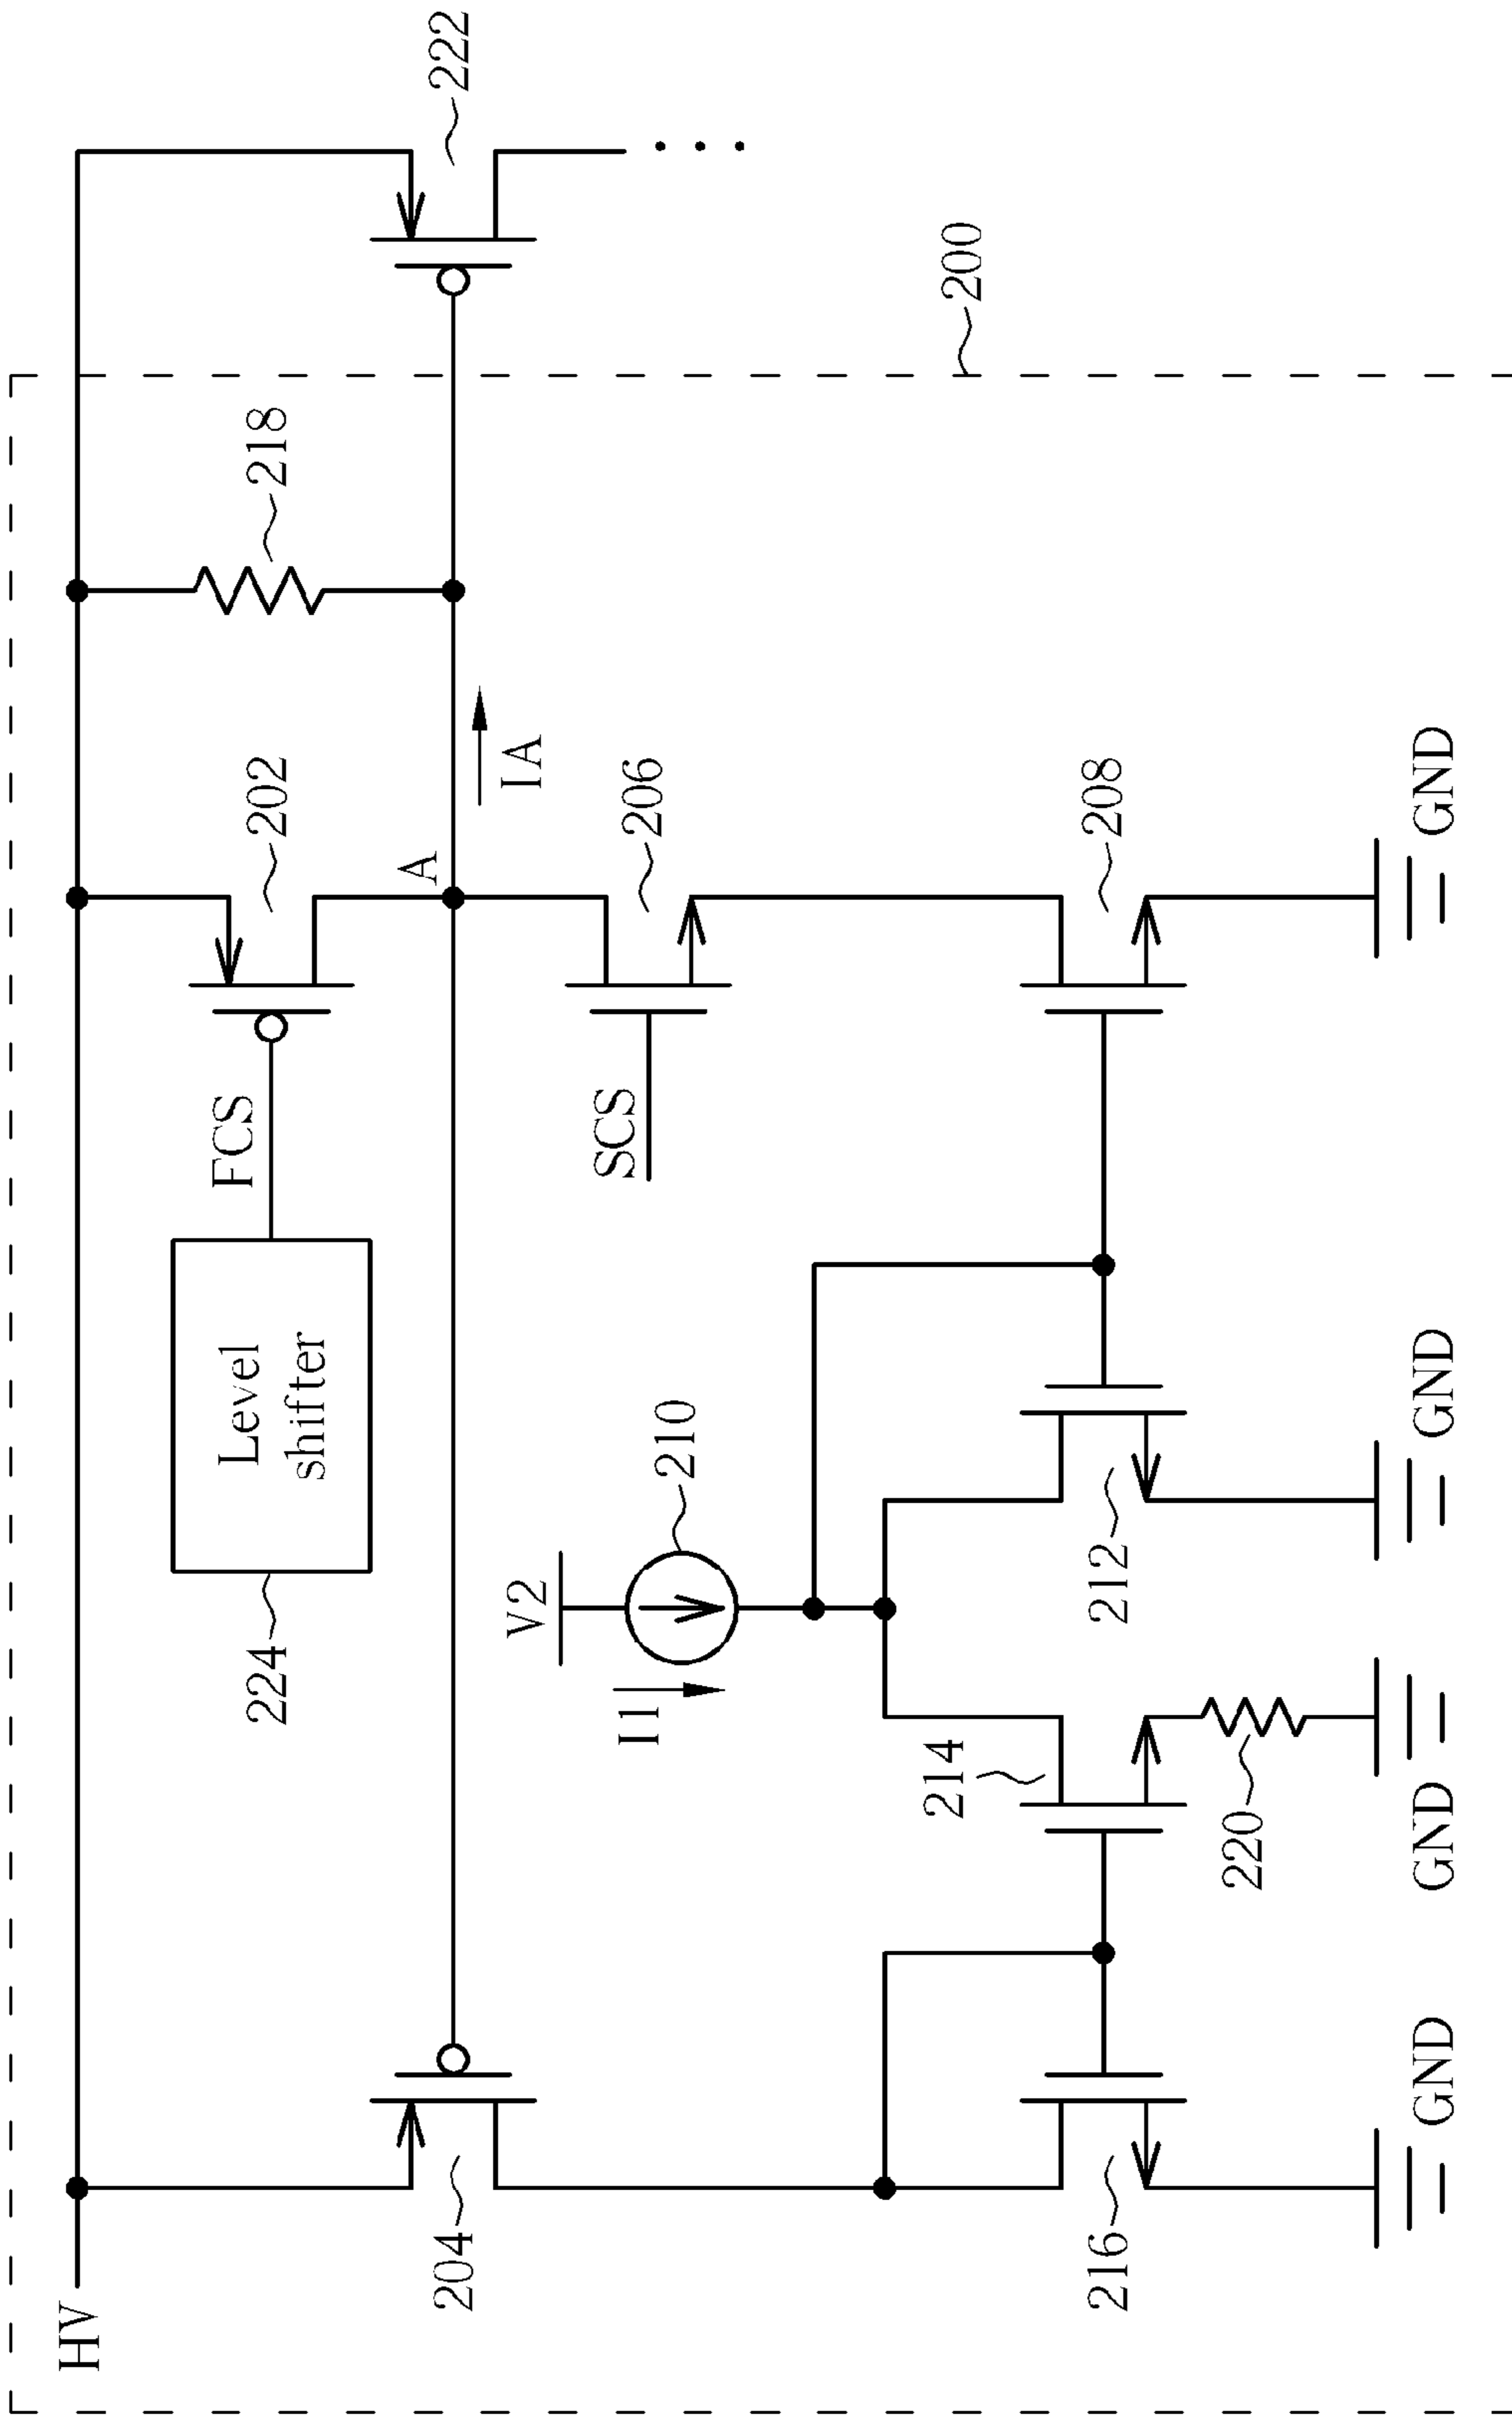 HV
204
216
GND
224
Level
shifter
FCS
V2
I1
210
214
220
GND
212
GND
SCS
202
A
IA
206
208
GND
218
200
222